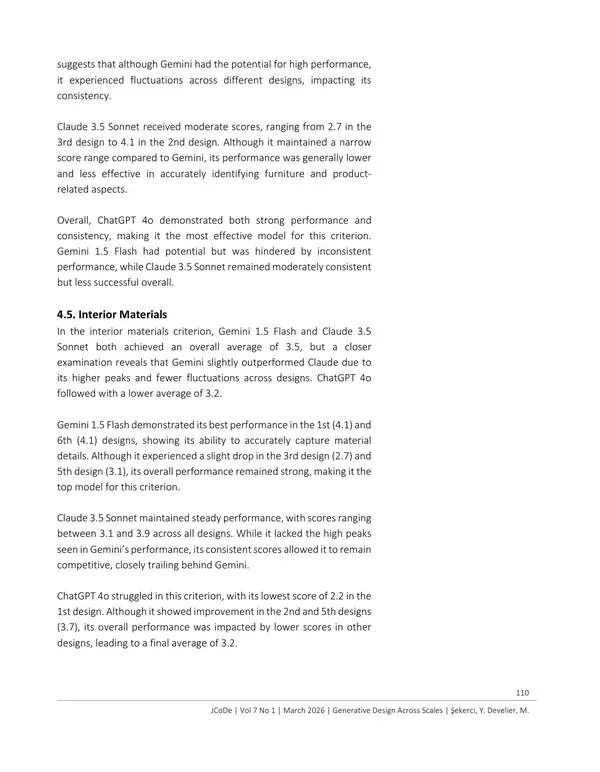 suggests that although Gemini had the potential for high performance,
it experienced fluctuations across different designs, impacting its
consistency.
Claude 3.5 Sonnet received moderate scores, ranging from 2.7 in the
3rd design to 4.1 in the 2nd design. Although it maintained a narrow
score range compared to Gemini, its performance was generally lower
and less effective in accurately identifying furniture and product-
related aspects.
Overall, ChatGPT 4o demonstrated both strong performance and
consistency, making it the most effective model for this criterion.
Gemini 1.5 Flash had potential but was hindered by inconsistent
performance, while Claude 3.5 Sonnet remained moderately consistent
but less successful overall.
4.5. Interior Materials
In the interior materials criterion, Gemini 1.5 Flash and Claude 3.5
Sonnet both achieved an overall average of 3.5, but a closer
examination reveals that Gemini slightly outperformed Claude due to
its higher peaks and fewer fluctuations across designs. ChatGPT 4o
followed with a lower average of 3.2.
Gemini 1.5 Flash demonstrated its best performance in the 1st (4.1) and
6th (4.1) designs, showing its ability to accurately capture material
details. Although it experienced a slight drop in the 3rd design (2.7) and
5th design (3.1), its overall performance remained strong, making it the
top model for this criterion.
Claude 3.5 Sonnet maintained steady performance, with scores ranging
between 3.1 and 3.9 across all designs. While it lacked the high peaks
seen in Gemini's performance, its consistent scores allowed it to remain
competitive, closely trailing behind Gemini.
ChatGPT 4o struggled in this criterion, with its lowest score of 2.2 in the
1st design. Although it showed improvement in the 2nd and 5th designs
(3.7), its overall performance was impacted by lower scores in other
designs, leading to a final average of 3.2.
110
JCoDe | Vol 7 No 1 | March 2026 | Generative Design Across Scales | Şekerci, Y. Develier, M.